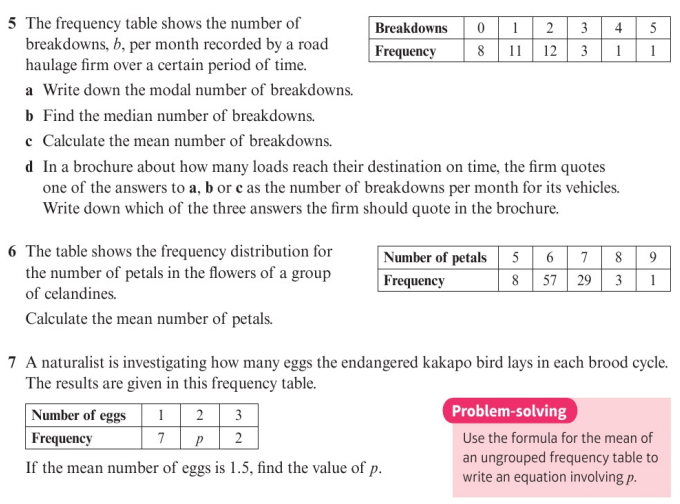 5 The frequency table shows the number of
breakdowns, b, per month recorded by a road
haulage firm over a certain period of time.
Breakdowns 0 1 2 3 4 5
Frequency 8 11 12 3 1 1
a Write down the modal number of breakdowns.
b Find the median number of breakdowns.
c Calculate the mean number of breakdowns.
d In a brochure about how many loads reach their destination on time, the firm quotes
one of the answers to a, b or c as the number of breakdowns per month for its vehicles.
Write down which of the three answers the firm should quote in the brochure.
6 The table shows the frequency distribution for
the number of petals in the flowers of a group
of celandines.
Number of petals 5 6 7 8 9
Frequency 8 57 29 3 1
Calculate the mean number of petals.
7 A naturalist is investigating how many eggs the endangered kakapo bird lays in each brood cycle.
The results are given in this frequency table.
Number of eggs 1 2 3
Frequency 7 p 2
If the mean number of eggs is 1.5, find the value of p.
Problem-solving
Use the formula for the mean of
an ungrouped frequency table to
write an equation involving p.